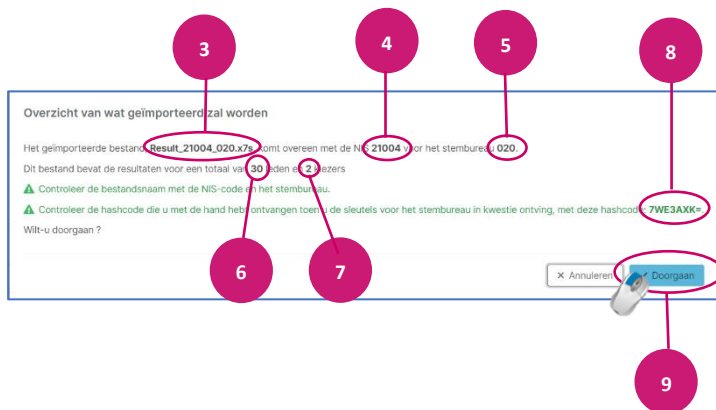 3
4
5
8
Overzicht van wat geïmporteerd zal worden
Het geïmporteerde bestand, Result_21004_020.x7s, komt overeen met de NIS 21004 voor het stembureau 020.
Dit bestand bevat de resultaten voor een totaal van 30 leden en 2 kiezers
Controleer de bestandsnaam met de NIS-code en het stembureau.
Controleer de hashcode die u met de hand hebt ontvangen toen u de sleutels voor het stembureau in kwestie ontving, met deze hashcode: 7WE3AXK=.
Wilt-u doorgaan ?
6
7
× Annuleren
Doorgaan
9